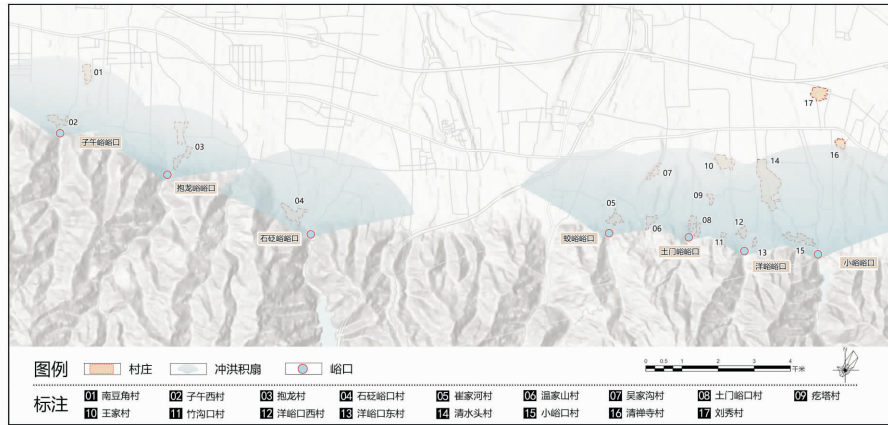 01
17
02
子午峪峪口
03
16
10
14
抱龙峪峪口
07
09
04
05
06
08
12
11
13
15
石砭峪峪口
蛟峪峪口
土门峪峪口
洋峪峪口
小峪峪口
图例 村庄 冲洪积扇 峪口
0 0.5 1 2 3 4
千米
N
标注 01 南豆角村 02 子午西村 03 抱龙村 04 石砭峪口村 05 崔家河村 06 温家山村 07 吴家沟村 08 土门峪口村 09 疙瘩村
10 王家村 11 竹沟口村 12 洋峪口西村 13 洋峪口东村 14 清水头村 15 小峪口村 16 清禅寺村 17 刘秀村